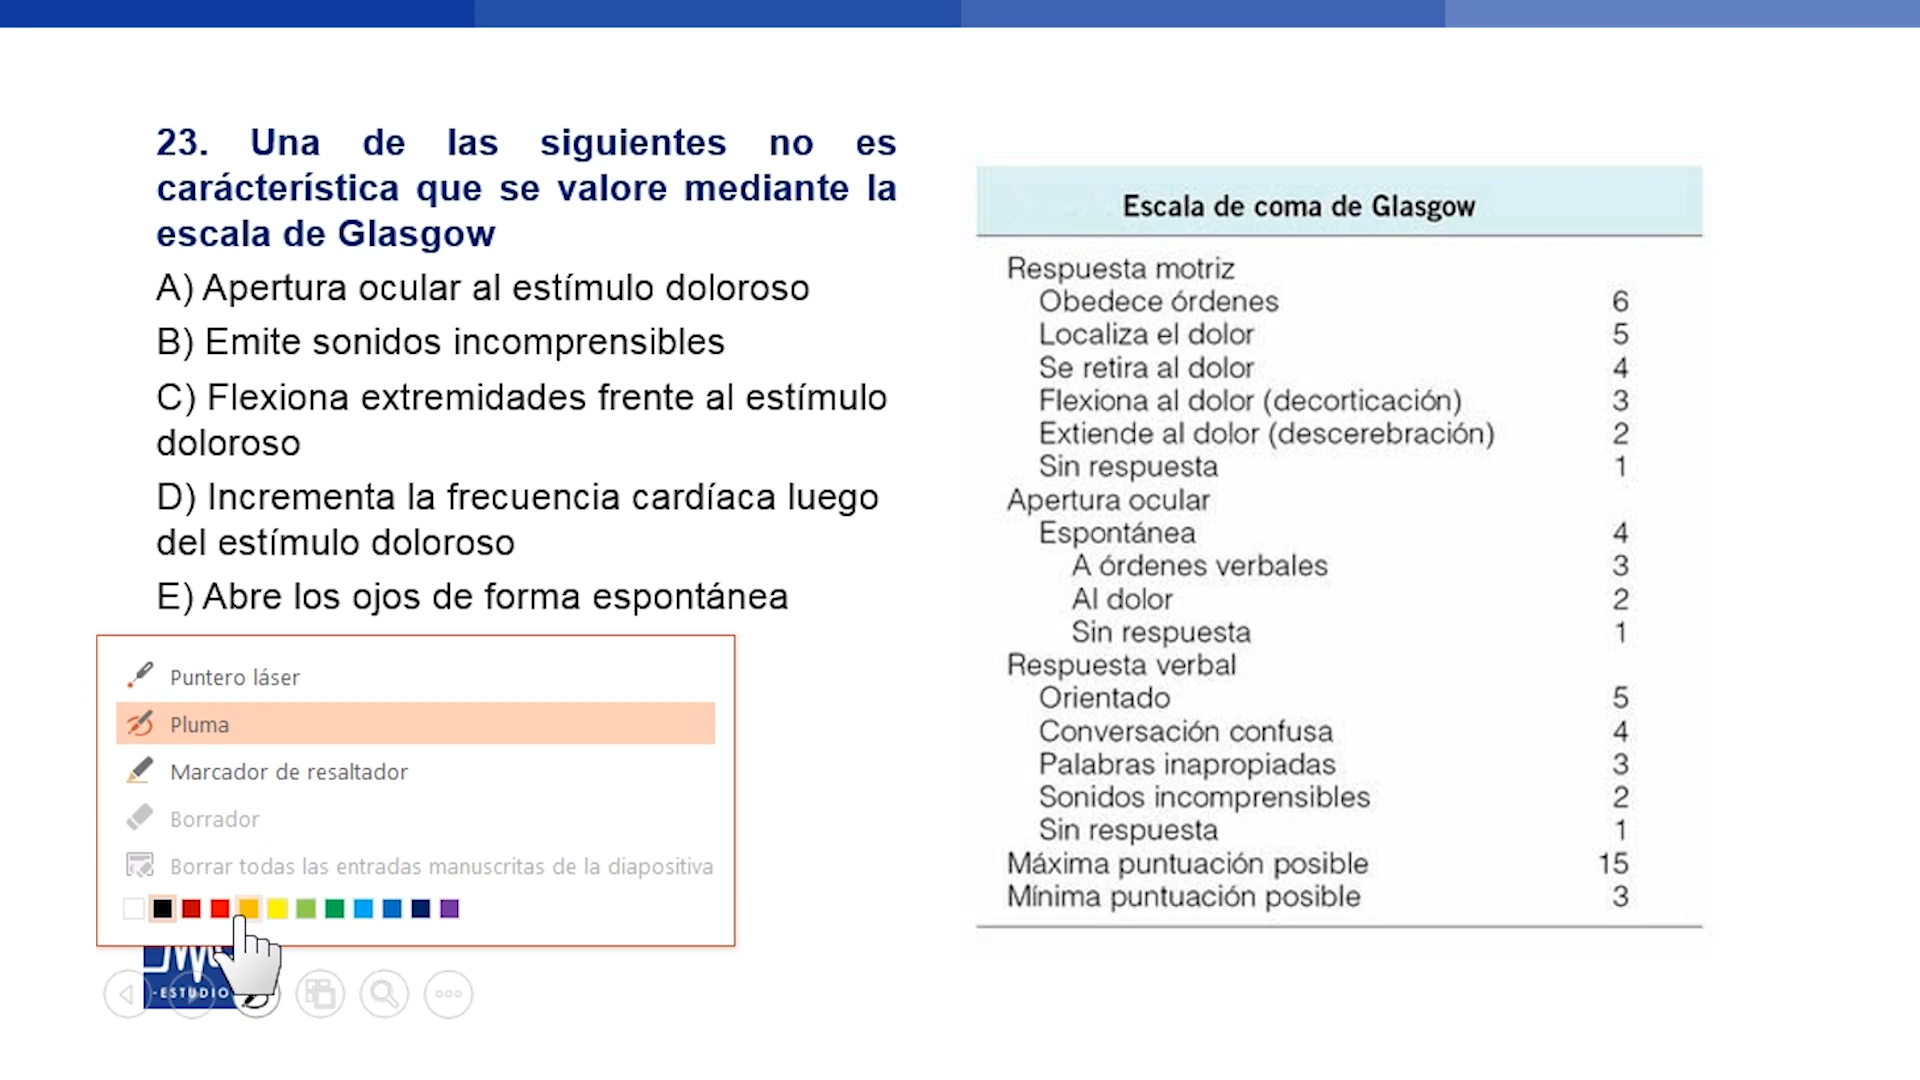 23. Una de las siguientes no es
carácterística que se valore mediante la
escala de Glasgow
A) Apertura ocular al estímulo doloroso
B) Emite sonidos incomprensibles
C) Flexiona extremidades frente al estímulo
doloroso
D) Incrementa la frecuencia cardíaca luego
del estímulo doloroso
E) Abre los ojos de forma espontánea
Puntero láser
Pluma
Marcador de resaltador
Borrador
Borrar todas las entradas manuscritas de la diapositiva
-ESTUDIO
Escala de coma de Glasgow
Respuesta motriz
Obedece órdenes 6
Localiza el dolor 5
Se retira al dolor 4
Flexiona al dolor (decorticación) 3
Extiende al dolor (descerebración) 2
Sin respuesta 1
Apertura ocular
Espontánea 4
A órdenes verbales 3
Al dolor 2
Sin respuesta 1
Respuesta verbal
Orientado 5
Conversación confusa 4
Palabras inapropiadas 3
Sonidos incomprensibles 2
Sin respuesta 1
Máxima puntuación posible 15
Mínima puntuación posible 3